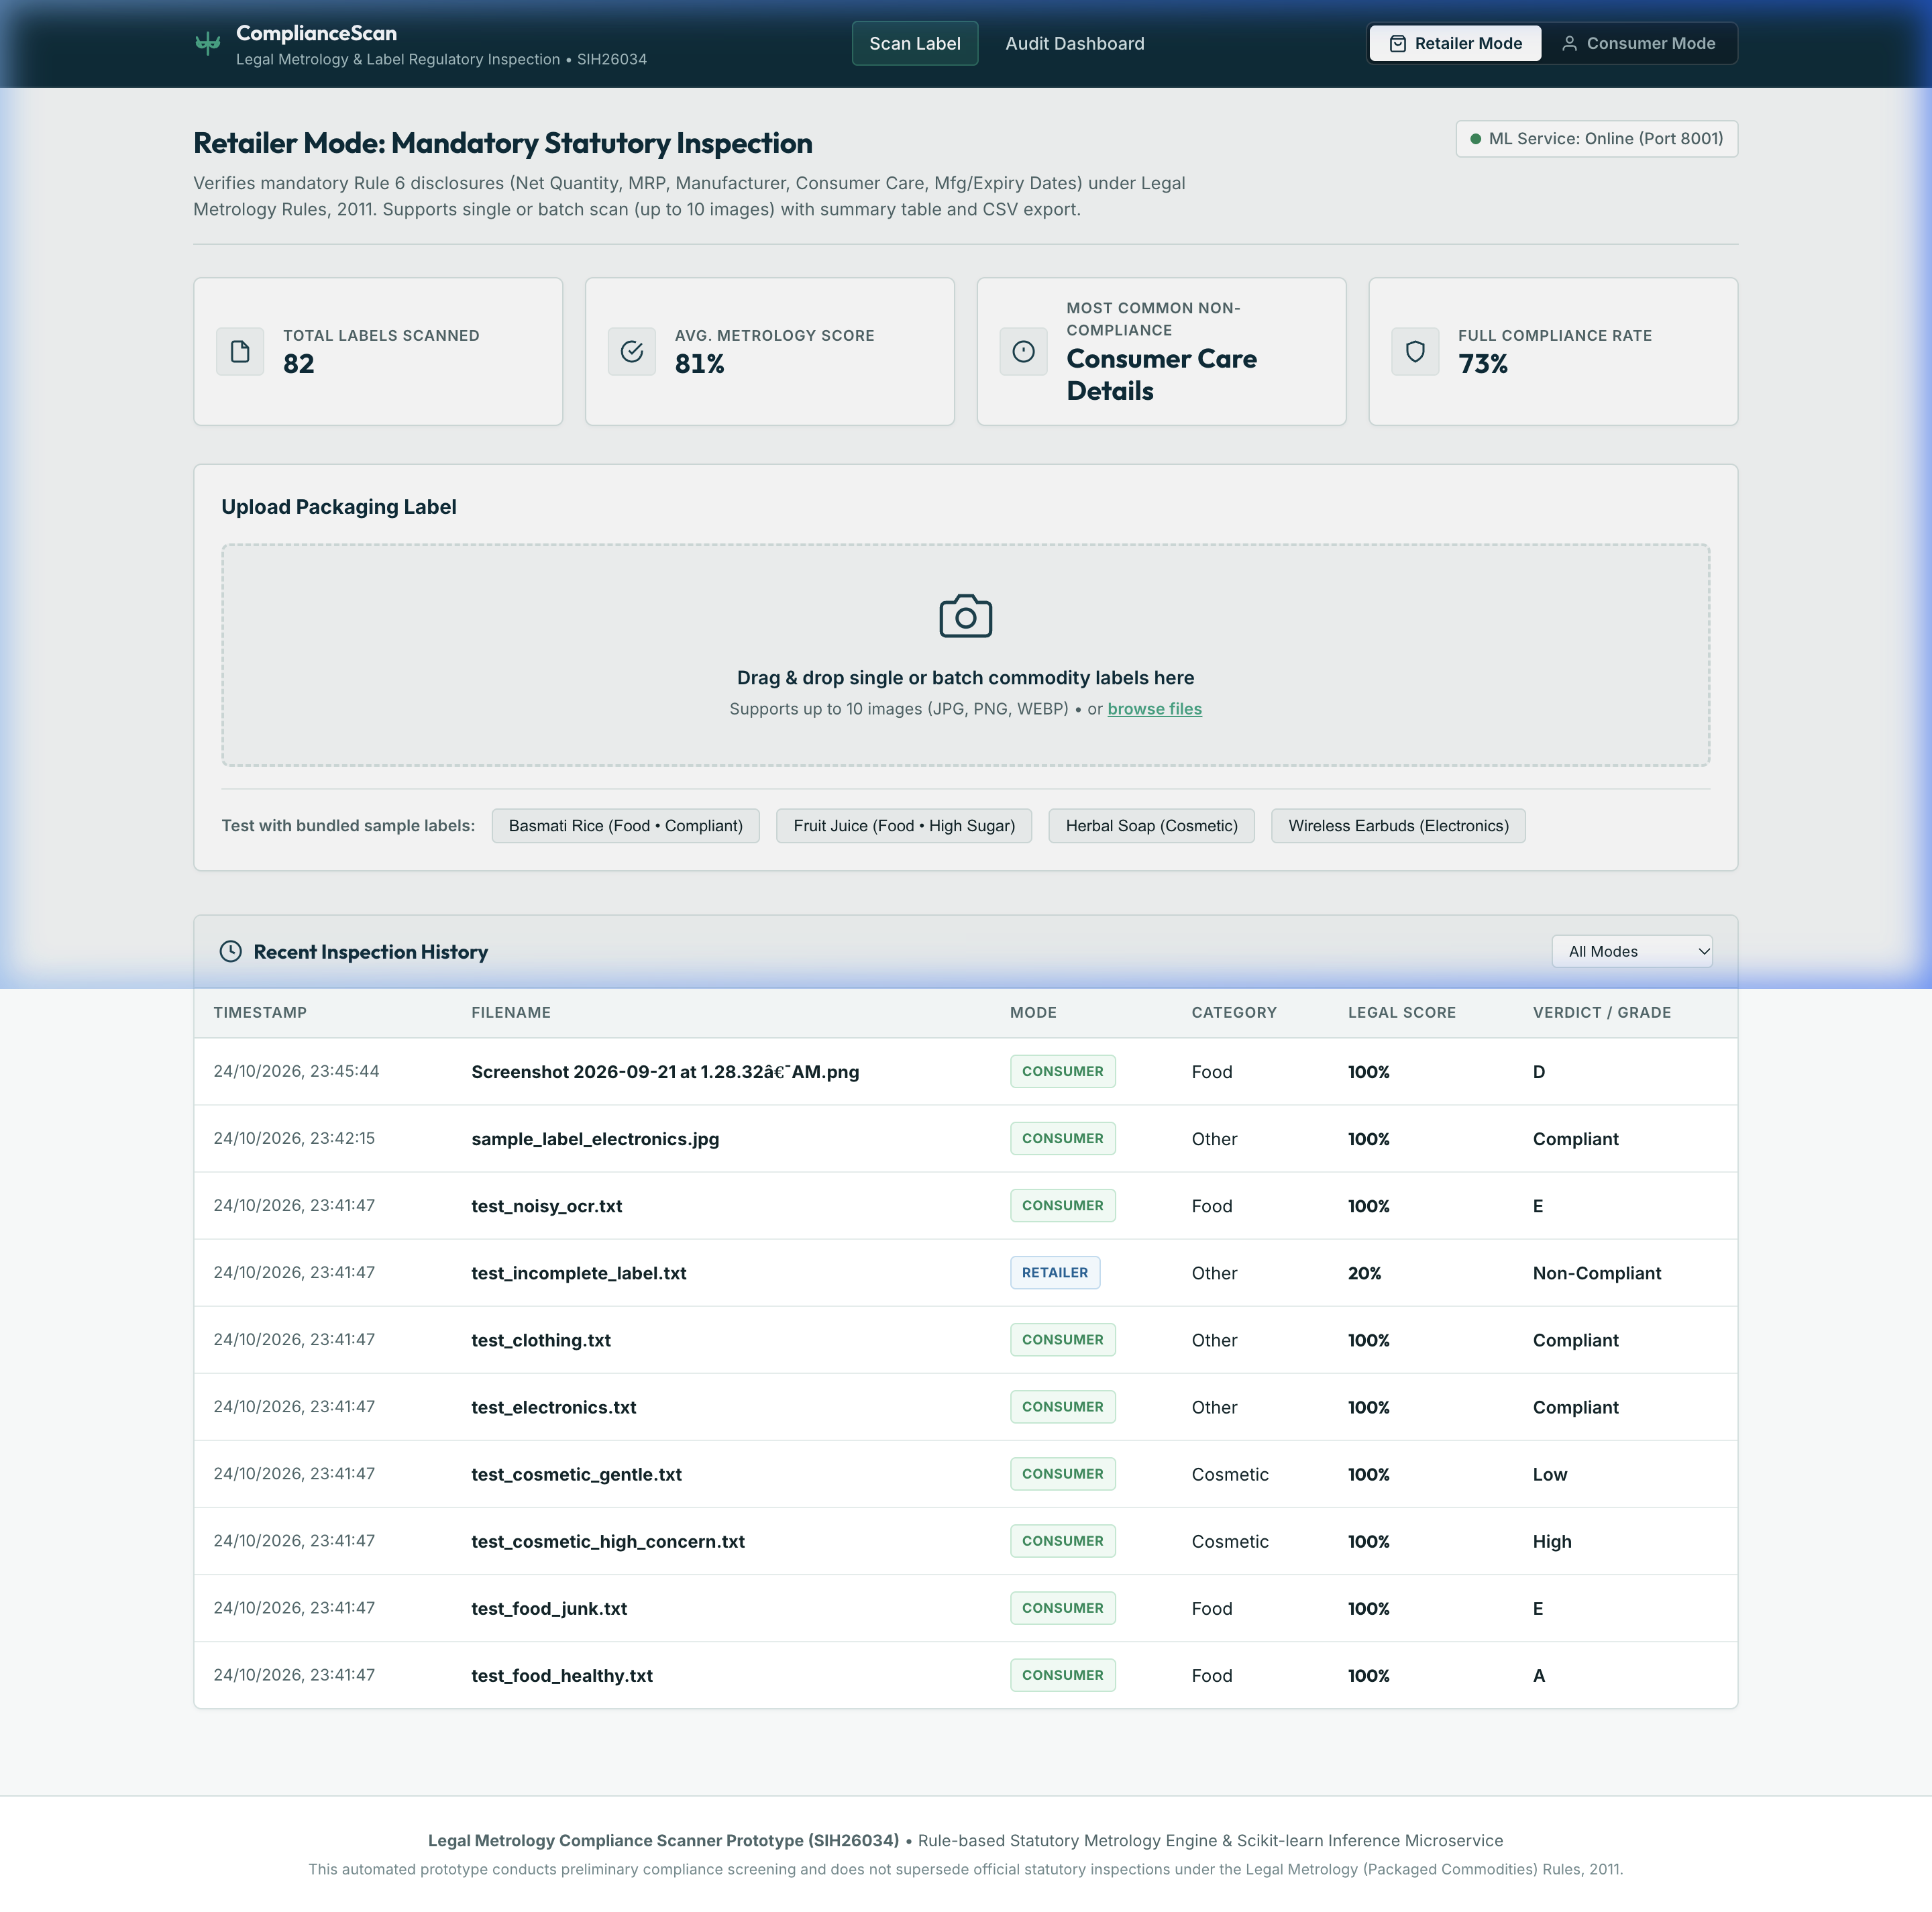 ComplianceScan
Legal Metrology & Label Regulatory Inspection • SIH26034
Scan Label
Audit Dashboard
Retailer Mode
Consumer Mode
Retailer Mode: Mandatory Statutory Inspection
ML Service: Online (Port 8001)
Verifies mandatory Rule 6 disclosures (Net Quantity, MRP, Manufacturer, Consumer Care, Mfg/Expiry Dates) under Legal
Metrology Rules, 2011. Supports single or batch scan (up to 10 images) with summary table and CSV export.
TOTAL LABELS SCANNED
82
AVG. METROLOGY SCORE
81%
MOST COMMON NON-
COMPLIANCE
Consumer Care
Details
FULL COMPLIANCE RATE
73%
Upload Packaging Label
Drag & drop single or batch commodity labels here
Supports up to 10 images (JPG, PNG, WEBP) • or browse files
Test with bundled sample labels: Basmati Rice (Food • Compliant) Fruit Juice (Food • High Sugar) Herbal Soap (Cosmetic) Wireless Earbuds (Electronics)
Recent Inspection History
All Modes
TIMESTAMP FILENAME MODE CATEGORY LEGAL SCORE VERDICT / GRADE
24/10/2026, 23:45:44 Screenshot 2026-09-21 at 1.28.32â€¯AM.png CONSUMER Food 100% D
24/10/2026, 23:42:15 sample_label_electronics.jpg CONSUMER Other 100% Compliant
24/10/2026, 23:41:47 test_noisy_ocr.txt CONSUMER Food 100% E
24/10/2026, 23:41:47 test_incomplete_label.txt RETAILER Other 20% Non-Compliant
24/10/2026, 23:41:47 test_clothing.txt CONSUMER Other 100% Compliant
24/10/2026, 23:41:47 test_electronics.txt CONSUMER Other 100% Compliant
24/10/2026, 23:41:47 test_cosmetic_gentle.txt CONSUMER Cosmetic 100% Low
24/10/2026, 23:41:47 test_cosmetic_high_concern.txt CONSUMER Cosmetic 100% High
24/10/2026, 23:41:47 test_food_junk.txt CONSUMER Food 100% E
24/10/2026, 23:41:47 test_food_healthy.txt CONSUMER Food 100% A
Legal Metrology Compliance Scanner Prototype (SIH26034) • Rule-based Statutory Metrology Engine & Scikit-learn Inference Microservice
This automated prototype conducts preliminary compliance screening and does not supersede official statutory inspections under the Legal Metrology (Packaged Commodities) Rules, 2011.